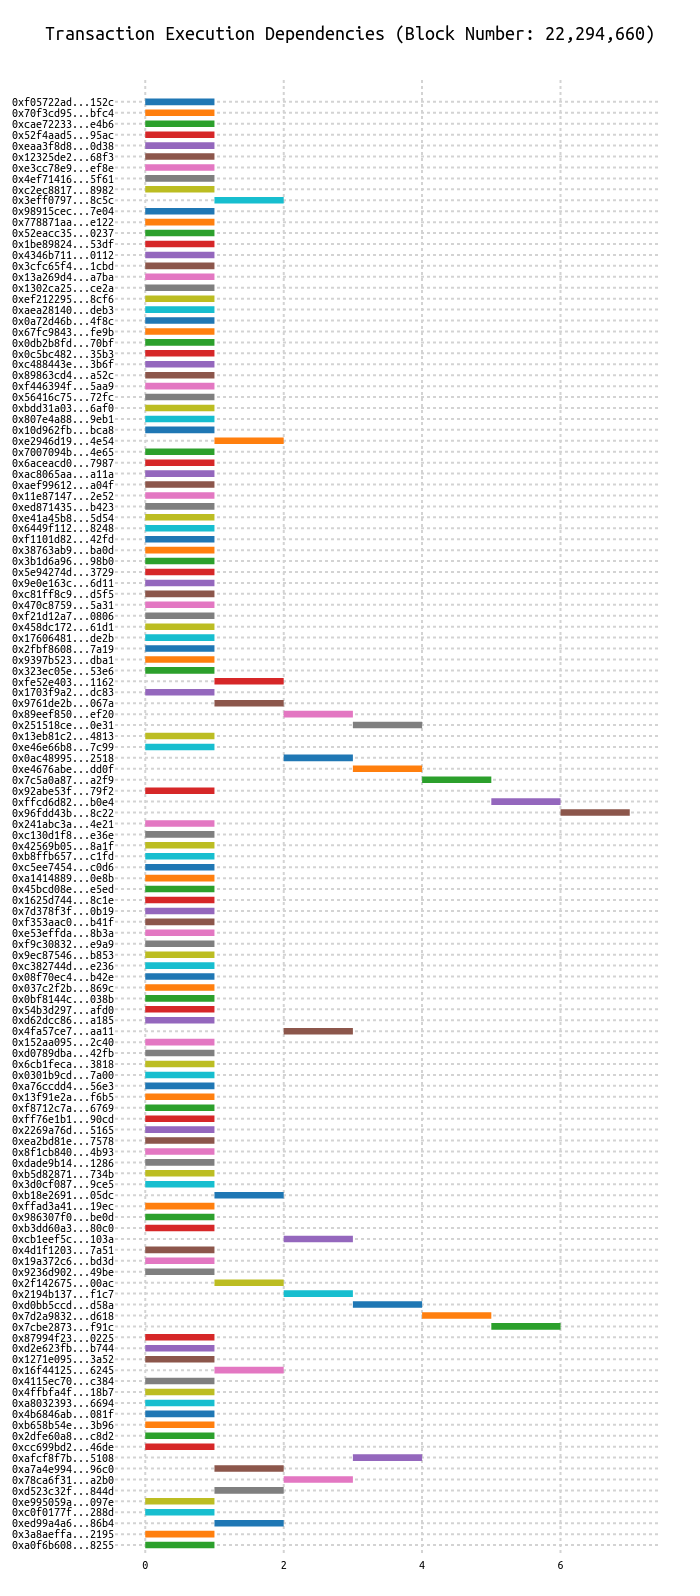 Transaction Execution Dependencies (Block Number: 22,294,660)
0xf05722ad...152c
0x70f3cd95...bfc4
0xcae72233...e4b6
0x52f4aad5...95ac
0xeaa3f8d8...0d38
0x12325de2...68f3
0xe3cc78e9...ef8e
0x4ef71416...5f61
0xc2ec8817...8982
0x3eff0797...8c5c
0x98915cec...7e04
0x778871aa...e122
0x52eacc35...0237
0x1be89824...53df
0x4346b711...0112
0x3cfc65f4...1cbd
0x13a269d4...a7ba
0x1302ca25...ce2a
0xef212295...8cf6
0xaea28140...deb3
0x0a72d46b...4f8c
0x67fc9843...fe9b
0x0db2b8fd...70bf
0x0c5bc482...35b3
0xc488443e...3b6f
0x89863cd4...a52c
0xf446394f...5aa9
0x56416c75...72fc
0xbdd31a03...6af0
0x807e4a88...9eb1
0x10d962fb...bca8
0xe2946d19...4e54
0x7007094b...4e65
0x6aceacd0...7987
0xac8065aa...a11a
0xaef99612...a04f
0x11e87147...2e52
0xed871435...b423
0xe41a45b8...5d54
0x6449f112...8248
0xf1101d82...42fd
0x38763ab9...ba0d
0x3b1d6a96...98b0
0x5e94274d...3729
0x9e0e163c...6d11
0xc81ff8c9...d5f5
0x470c8759...5a31
0xf21d12a7...0806
0x458dc172...61d1
0x17606481...de2b
0x2fbf8608...7a19
0x9397b523...dba1
0x323ec05e...53e6
0xfe52e403...1162
0x1703f9a2...dc83
0x9761de2b...067a
0x89eef850...ef20
0x251518ce...0e31
0x13eb81c2...4813
0xe46e66b8...7c99
0x0ac48995...2518
0xe4676abe...dd0f
0x7c5a0a87...a2f9
0x92abe53f...79f2
0xffcd6d82...b0e4
0x96fdd43b...8c22
0x241abc3a...4e21
0xc130d1f8...e36e
0x42569b05...8a1f
0xb8ffb657...c1fd
0xc5ee7454...c0d6
0xa1414889...0e8b
0x45bcd08e...e5ed
0x1625d744...8c1e
0x7d378f3f...0b19
0xf353aac0...b41f
0xe53effda...8b3a
0xf9c30832...e9a9
0x9ec87546...b853
0xc382744d...e236
0x08f70ec4...b42e
0x037c2f2b...869c
0x0bf8144c...038b
0x54b3d297...afd0
0xd62dcc86...a185
0x4fa57ce7...aa11
0x152aa095...2c40
0xd0789dba...42fb
0x6cb1feca...3818
0x0301b9cd...7a00
0xa76ccdd4...56e3
0x13f91e2a...f6b5
0xf8712c7a...6769
0xff76e1b1...90cd
0x2269a76d...5165
0xea2bd81e...7578
0x8f1cb840...4b93
0xdade9b14...1286
0xb5d82871...734b
0x3d0cf087...9ce5
0xb18e2691...05dc
0xffad3a41...19ec
0x986307f0...be0d
0xb3dd60a3...80c0
0xcb1eef5c...103a
0x4d1f1203...7a51
0x19a372c6...bd3d
0x9236d902...49be
0x2f142675...00ac
0x2194b137...f1c7
0xd0bb5ccd...d58a
0x7d2a9832...d618
0x7cbe2873...f91c
0x87994f23...0225
0xd2e623fb...b744
0x1271e095...3a52
0x16f44125...6245
0x4115ec70...c384
0x4ffbfa4f...18b7
0xa8032393...6694
0x4b6846ab...081f
0xb658b54e...3b96
0x2dfe60a8...c8d2
0xcc699bd2...46de
0xafcf8f7b...5108
0xa7a4e994...96c0
0x78ca6f31...a2b0
0xd523c32f...844d
0xe995059a...097e
0xc0f0177f...288d
0xed99a4a6...86b4
0x3a8aeffa...2195
0xa0f6b608...8255
0 2 4 6